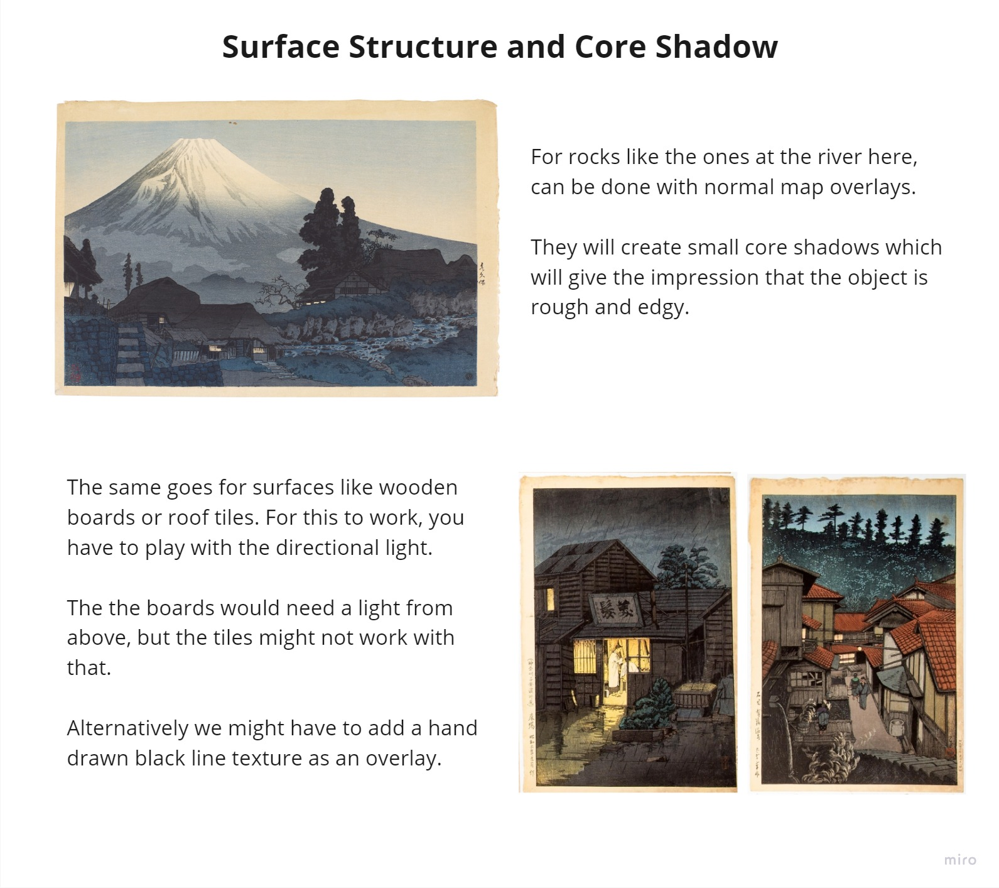 Surface Structure and Core Shadow
For rocks like the ones at the river here,
can be done with normal map overlays.
They will create small core shadows which
will give the impression that the object is
rough and edgy.
The same goes for surfaces like wooden
boards or roof tiles. For this to work, you
have to play with the directional light.
The the boards would need a light from
above, but the tiles might not work with
that.
Alternatively we might have to add a hand
drawn black line texture as an overlay.
美髪
miro